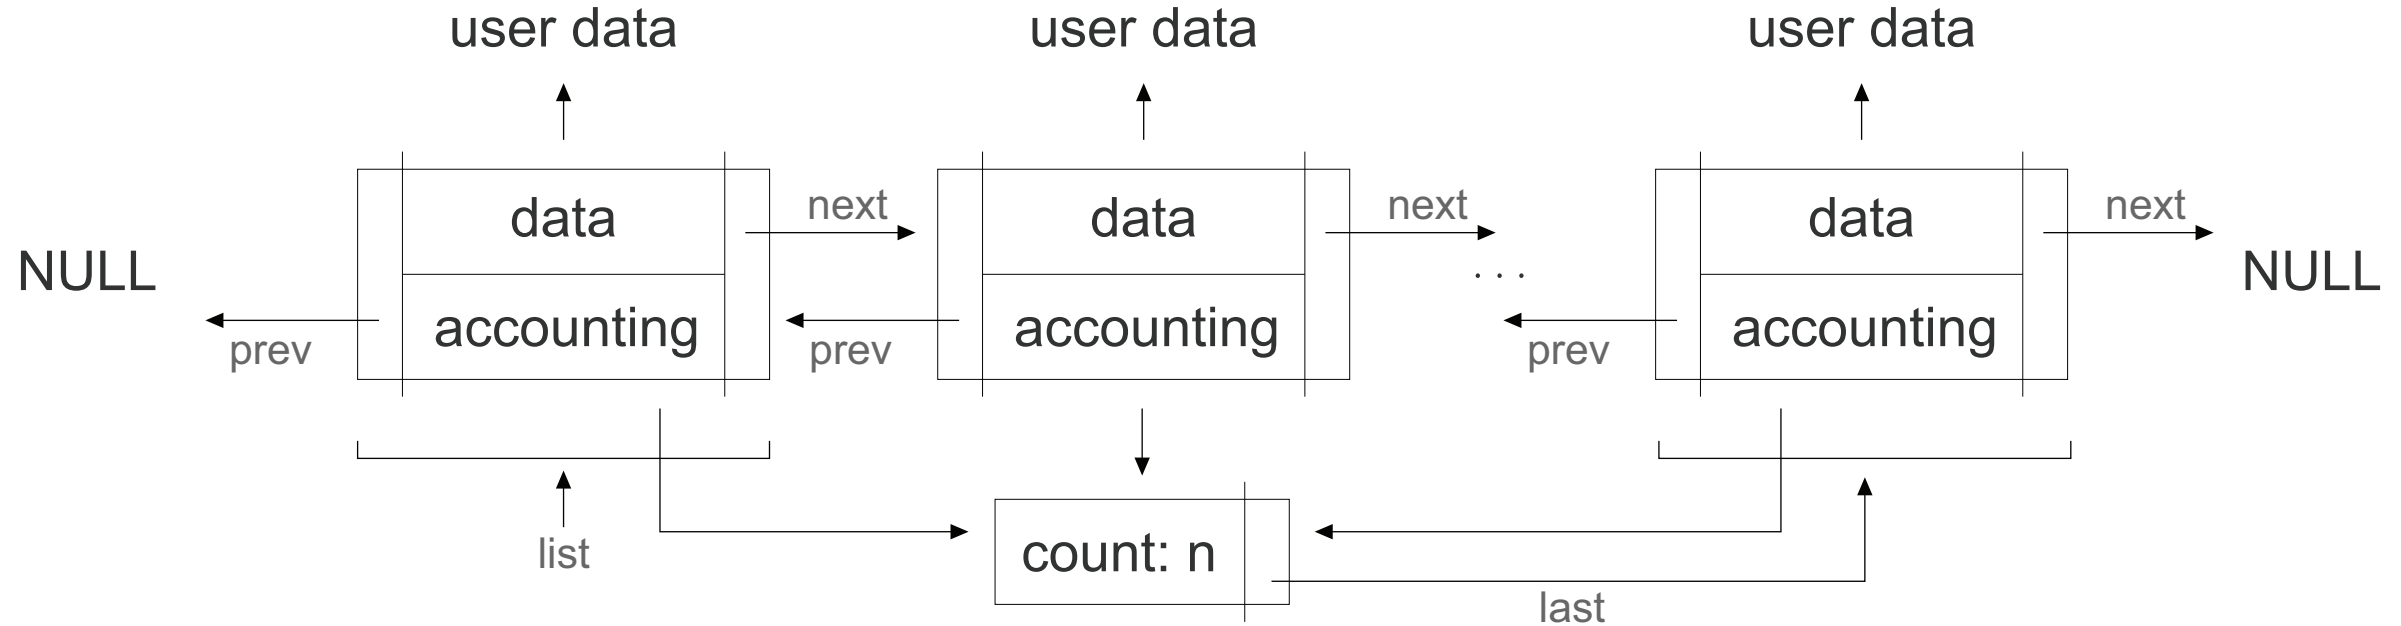 user data user data user data
data next data next data next
NULL . . . NULL
prev accounting prev accounting prev accounting
list count: n
last